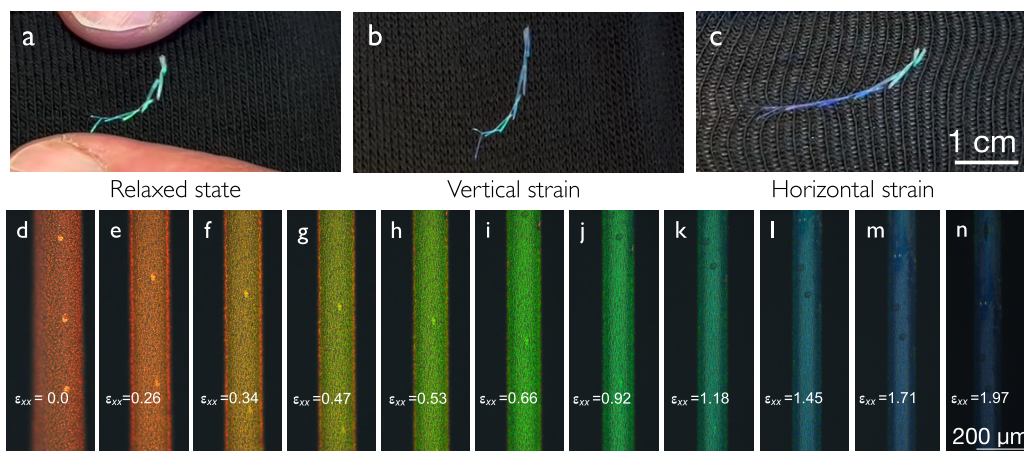 a
b
c
1 cm
Relaxed state
Vertical strain
Horizontal strain
d e f g h i j k l m n
εxx = 0.0 εxx =0.26 εxx =0.34 εxx =0.47 εxx =0.53 εxx =0.66 εxx =0.92 εxx =1.18 εxx =1.45 εxx =1.71 εxx =1.97
200 μm